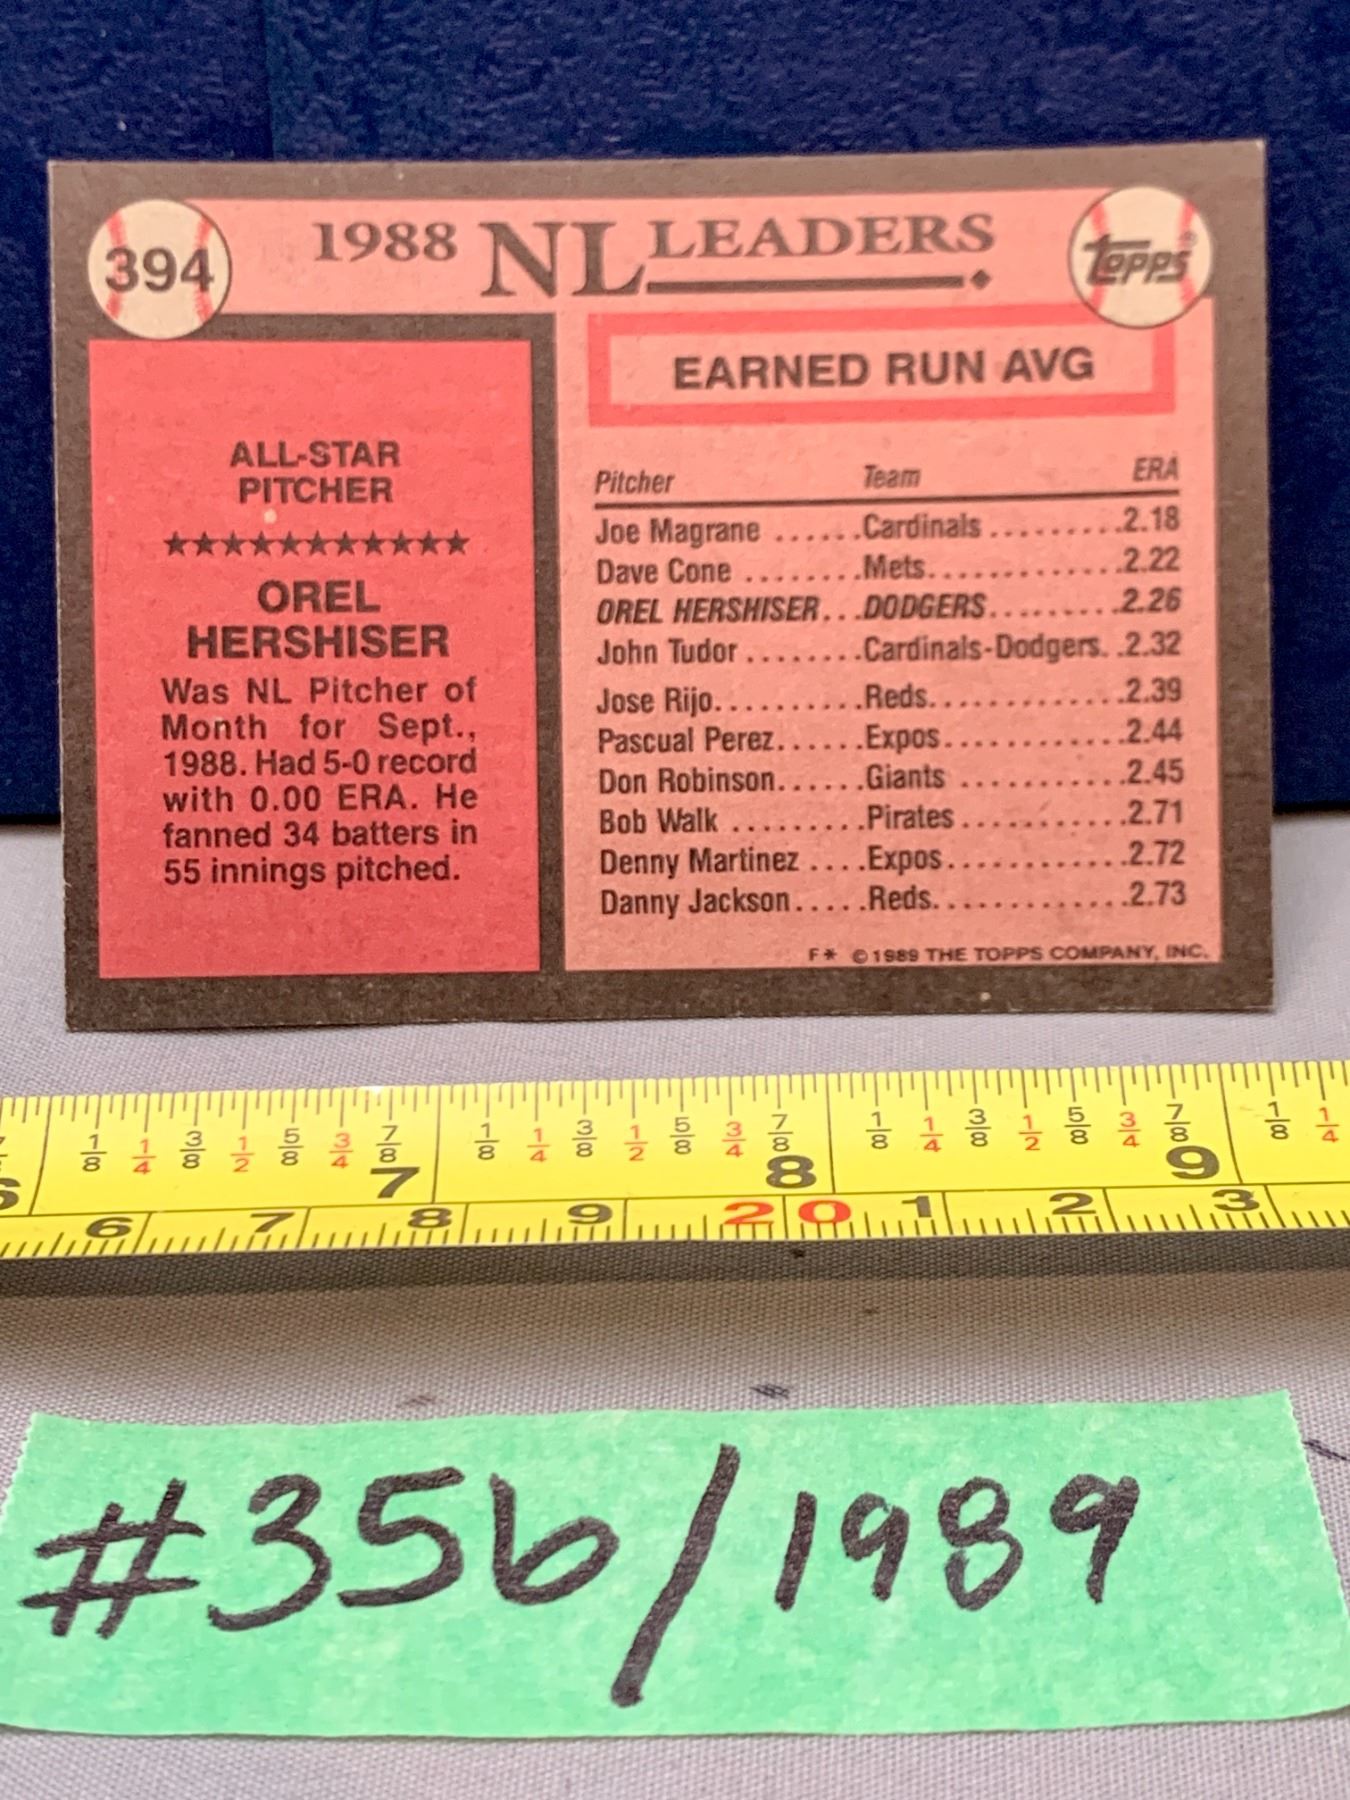 394
1988 NL LEADERS
Topps®
ALL-STAR
PITCHER
★★★★★★★★★★★
OREL
HERSHISER
Was NL Pitcher of
Month for Sept.,
1988. Had 5-0 record
with 0.00 ERA. He
fanned 34 batters in
55 innings pitched.
EARNED RUN AVG
Pitcher Team ERA
Joe Magrane ......Cardinals .........2.18
Dave Cone ........Mets.............2.22
OREL HERSHISER...DODGERS.........2.26
John Tudor ........Cardinals-Dodgers..2.32
Jose Rijo..........Reds.............2.39
Pascual Perez......Expos............2.44
Don Robinson......Giants ...........2.45
Bob Walk .........Pirates ...........2.71
Denny Martinez ....Expos............2.72
Danny Jackson.....Reds.............2.73
F* ©1989 THE TOPPS COMPANY, INC.
1/8 1/4 3/8 1/2 5/8 3/4 7/8 1/8 1/4 3/8 1/2 5/8 3/4 7/8 1/8 1/4 3/8 1/2 5/8 3/4 7/8 1/8 1/4
6 7 8 9
6 7 8 9 20 1 2 3
#356/1989